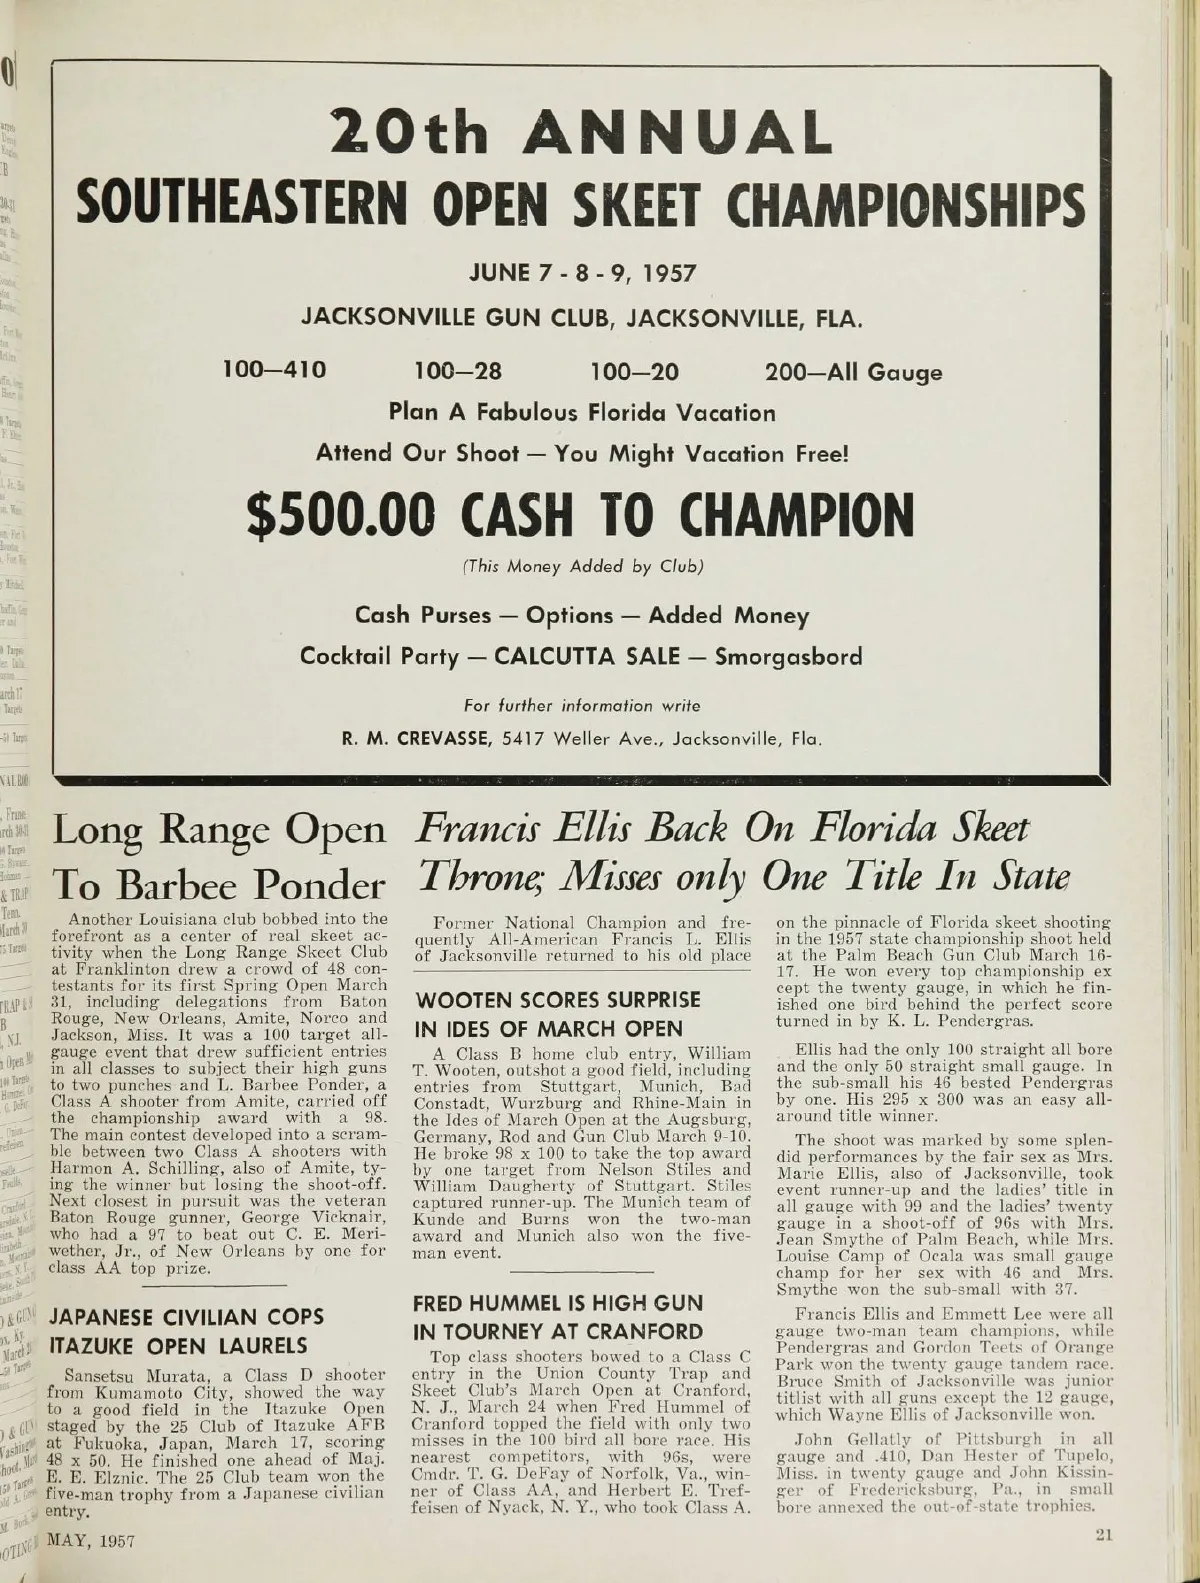 20th ANNUAL
SOUTHEASTERN OPEN SKEET CHAMPIONSHIPS
JUNE 7 - 8 - 9, 1957
JACKSONVILLE GUN CLUB, JACKSONVILLE, FLA.
100—410 100—28 100—20 200—All Gauge
Plan A Fabulous Florida Vacation
Attend Our Shoot — You Might Vacation Free!
$500.00 CASH TO CHAMPION
(This Money Added by Club)
Cash Purses — Options — Added Money
Cocktail Party — CALCUTTA SALE — Smorgasbord
For further information write
R. M. CREVASSE, 5417 Weller Ave., Jacksonville, Fla.
Long Range Open
To Barbee Ponder
Another Louisiana club bobbed into the
forefront as a center of real skeet ac-
tivity when the Long Range Skeet Club
at Franklinton drew a crowd of 48 con-
testants for its first Spring Open March
31, including delegations from Baton
Rouge, New Orleans, Amite, Norco and
Jackson, Miss. It was a 100 target all-
gauge event that drew sufficient entries
in all classes to subject their high guns
to two punches and L. Barbee Ponder, a
Class A shooter from Amite, carried off
the championship award with a 98.
The main contest developed into a scram-
ble between two Class A shooters with
Harmon A. Schilling, also of Amite, ty-
ing the winner but losing the shoot-off.
Next closest in pursuit was the veteran
Baton Rouge gunner, George Vicknair,
who had a 97 to beat out C. E. Meri-
wether, Jr., of New Orleans by one for
class AA top prize.
JAPANESE CIVILIAN COPS
ITAZUKE OPEN LAURELS
Sansetsu Murata, a Class D shooter
from Kumamoto City, showed the way
to a good field in the Itazuke Open
staged by the 25 Club of Itazuke AFB
at Fukuoka, Japan, March 17, scoring
48 x 50. He finished one ahead of Maj.
E. E. Elznic. The 25 Club team won the
five-man trophy from a Japanese civilian
entry.
Francis Ellis Back On Florida Skeet
Throne; Misses only One Title In State
Former National Champion and fre-
quently All-American Francis L. Ellis
of Jacksonville returned to his old place
WOOTEN SCORES SURPRISE
IN IDES OF MARCH OPEN
A Class B home club entry, William
T. Wooten, outshot a good field, including
entries from Stuttgart, Munich, Bad
Constadt, Wurzburg and Rhine-Main in
the Ides of March Open at the Augsburg,
Germany, Rod and Gun Club March 9-10.
He broke 98 x 100 to take the top award
by one target from Nelson Stiles and
William Daugherty of Stuttgart. Stiles
captured runner-up. The Munich team of
Kunde and Burns won the two-man
award and Munich also won the five-
man event.
FRED HUMMEL IS HIGH GUN
IN TOURNEY AT CRANFORD
Top class shooters bowed to a Class C
entry in the Union County Trap and
Skeet Club's March Open at Cranford,
N. J., March 24 when Fred Hummel of
Cranford topped the field with only two
misses in the 100 bird all bore race. His
nearest competitors, with 96s, were
Cmdr. T. G. DeFay of Norfolk, Va., win-
ner of Class AA, and Herbert E. Tref-
feisen of Nyack, N. Y., who took Class A.
on the pinnacle of Florida skeet shooting
in the 1957 state championship shoot held
at the Palm Beach Gun Club March 16-
17. He won every top championship ex
cept the twenty gauge, in which he fin-
ished one bird behind the perfect score
turned in by K. L. Pendergras.
Ellis had the only 100 straight all bore
and the only 50 straight small gauge. In
the sub-small his 46 bested Pendergras
by one. His 295 x 300 was an easy all-
around title winner.
The shoot was marked by some splen-
did performances by the fair sex as Mrs.
Marie Ellis, also of Jacksonville, took
event runner-up and the ladies' title in
all gauge with 99 and the ladies' twenty
gauge in a shoot-off of 96s with Mrs.
Jean Smythe of Palm Beach, while Mrs.
Louise Camp of Ocala was small gauge
champ for her sex with 46 and Mrs.
Smythe won the sub-small with 37.
Francis Ellis and Emmett Lee were all
gauge two-man team champions, while
Pendergras and Gordon Teets of Orange
Park won the twenty gauge tandem race.
Bruce Smith of Jacksonville was junior
titlist with all guns except the 12 gauge,
which Wayne Ellis of Jacksonville won.
John Gellatly of Pittsburgh in all
gauge and .410, Dan Hester of Tupelo,
Miss. in twenty gauge and John Kissin-
ger of Fredericksburg, Pa., in small
bore annexed the out-of-state trophies.
MAY, 1957
21